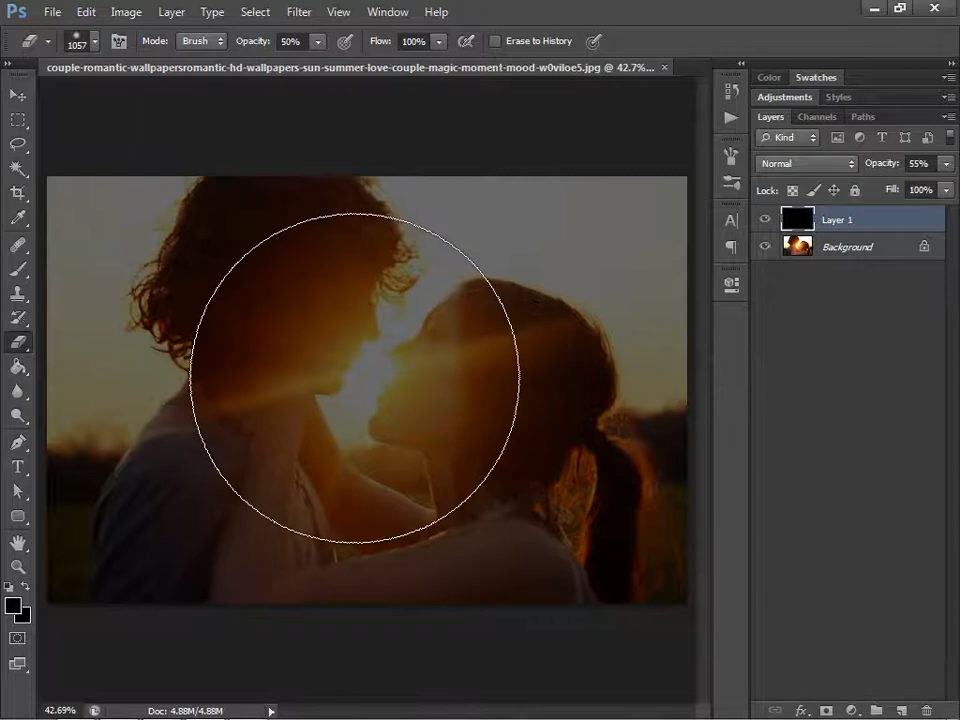 Ps File Edit Image Layer Type Select Filter View Window Help
1057 Mode: Brush Opacity: 50% Flow: 100% Erase to History
couple-romantic-wallpapersromantic-hd-wallpapers-sun-summer-love-couple-magic-moment-mood-w0viloe5.jpg @ 42.7%... ×
Color Swatches
Adjustments Styles
Layers Channels Paths
Kind T
Normal Opacity: 55%
Lock: Fill: 100%
A
Layer 1
Background
T
42.69% Doc: 4.88M/4.88M
fx